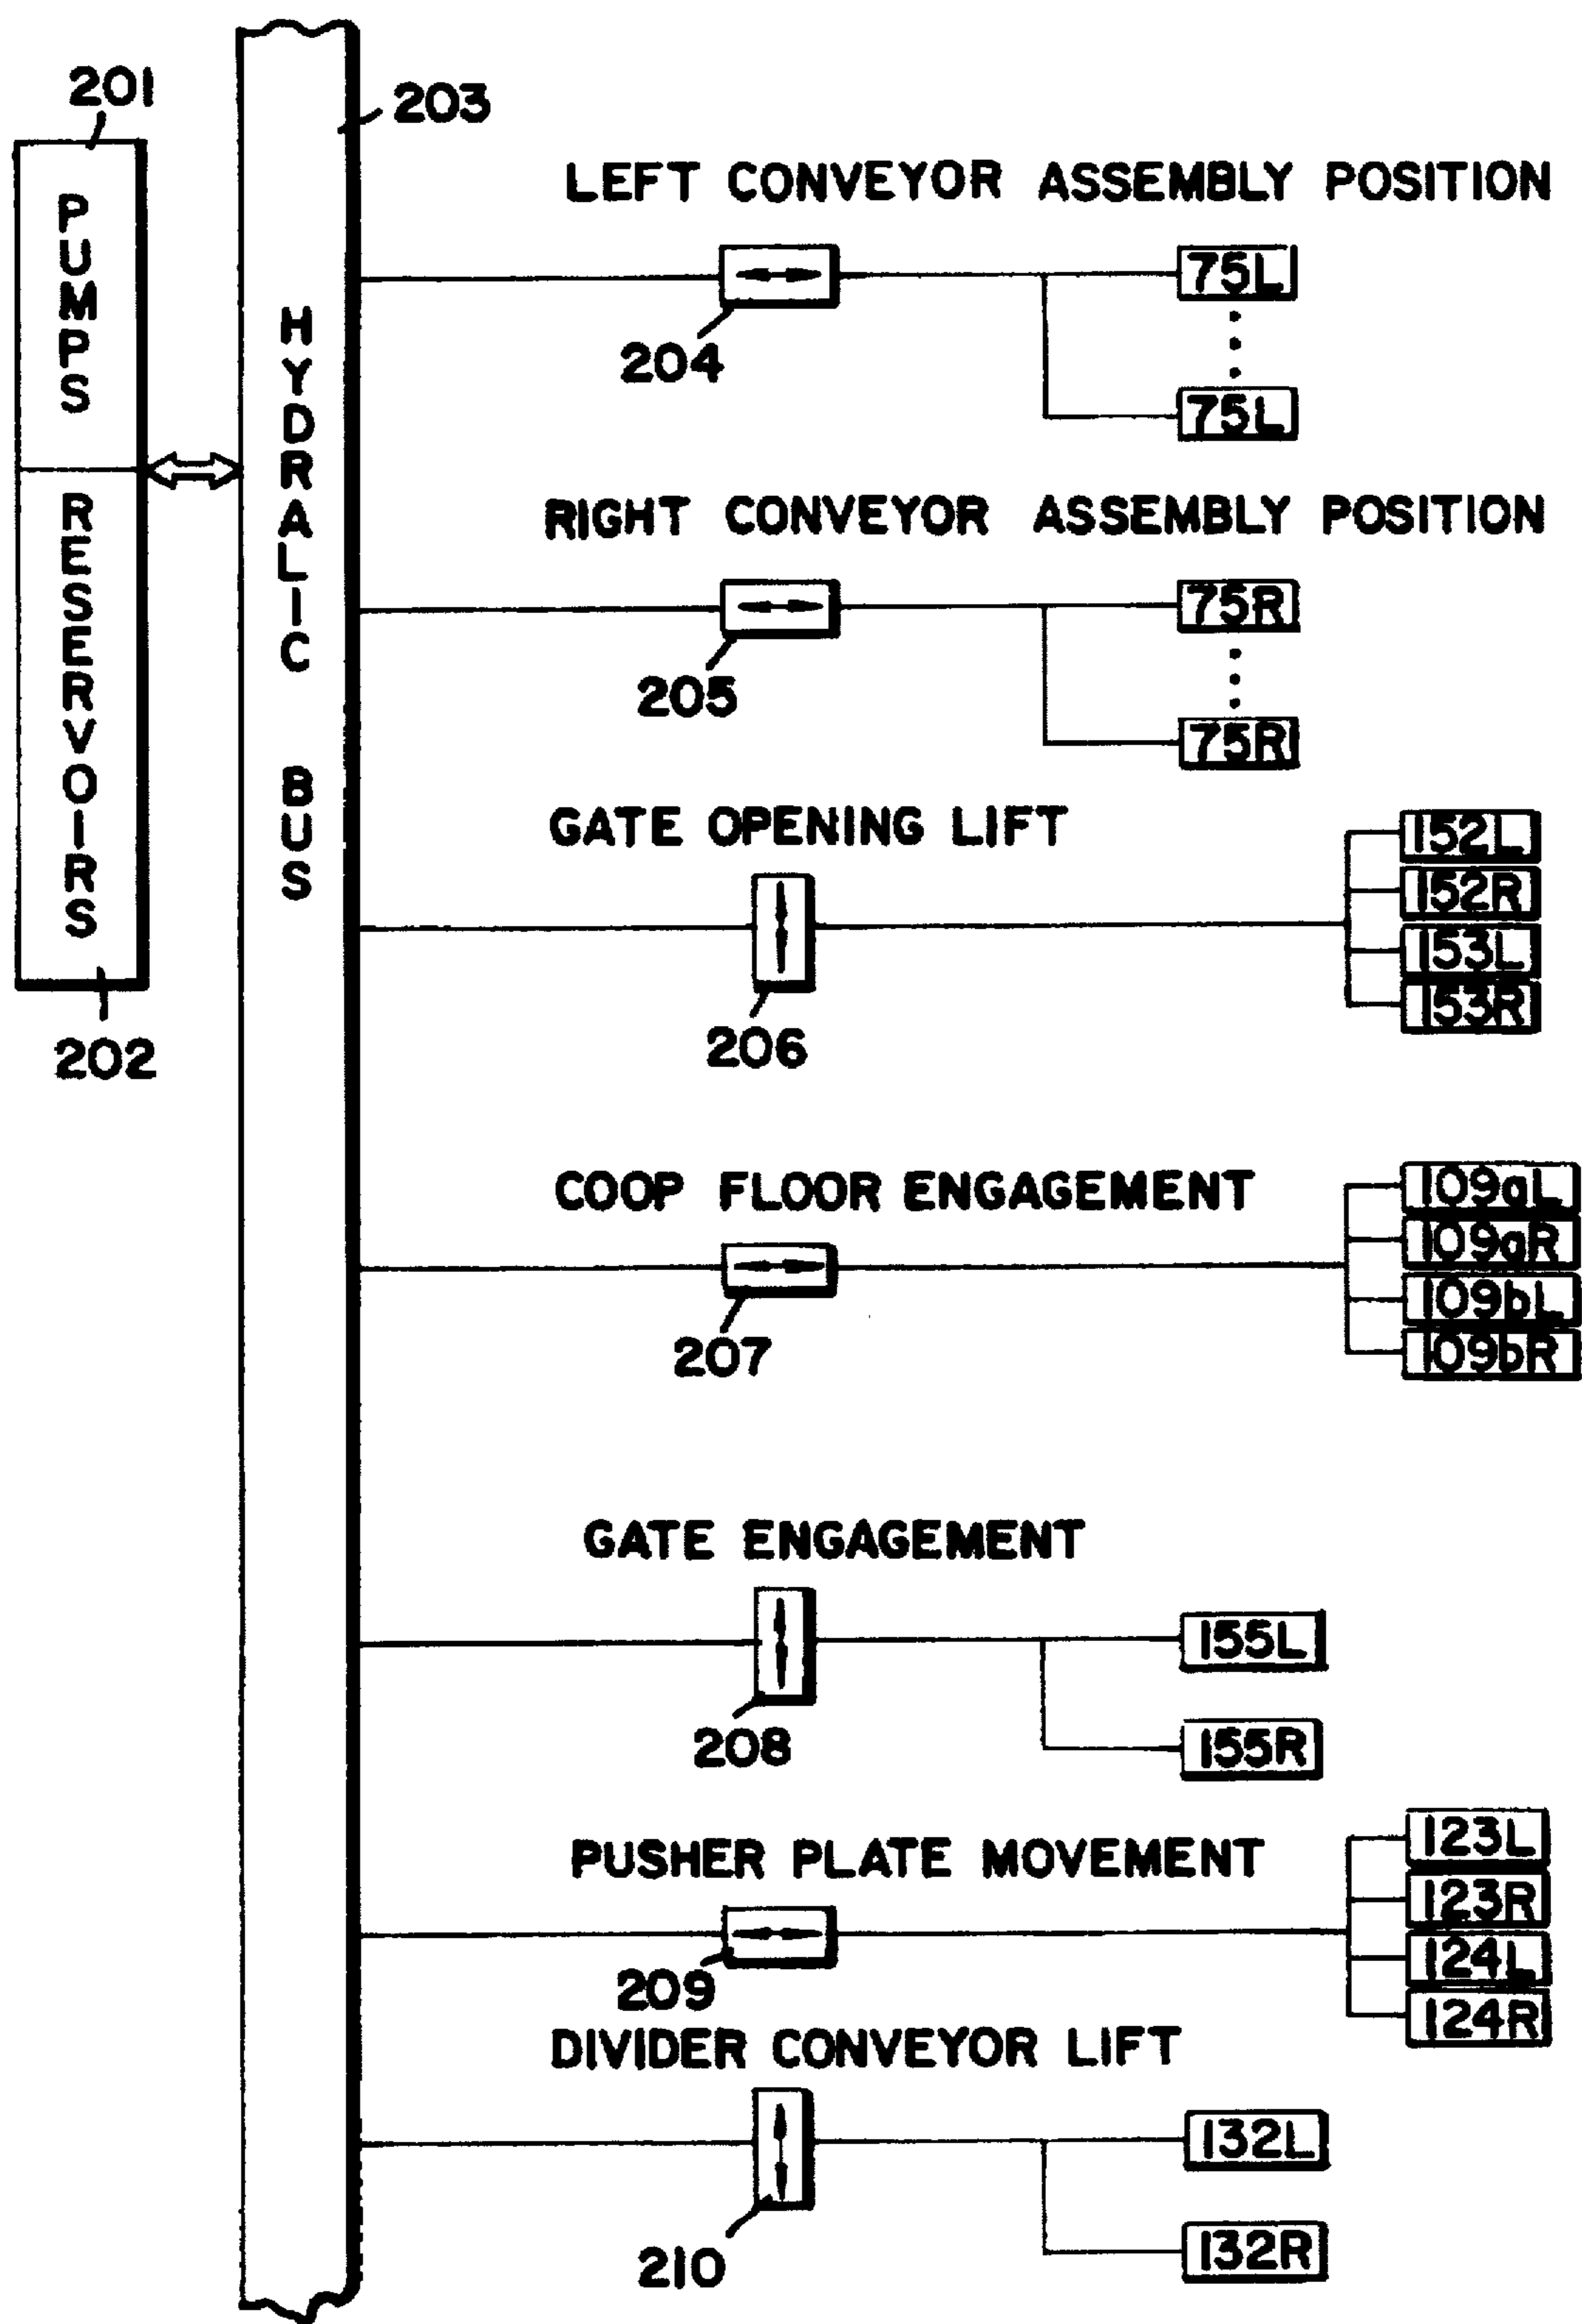 201
203
PUMPS
RESERVOIRS
202
HYDRALIC BUS
LEFT CONVEYOR ASSEMBLY POSITION
204
75L
75L
RIGHT CONVEYOR ASSEMBLY POSITION
205
75R
75R
GATE OPENING LIFT
206
152L
152R
153L
153R
COOP FLOOR ENGAGEMENT
207
109aL
109aR
109bL
109bR
GATE ENGAGEMENT
208
155L
155R
PUSHER PLATE MOVEMENT
209
123L
123R
124L
124R
DIVIDER CONVEYOR LIFT
210
132L
132R